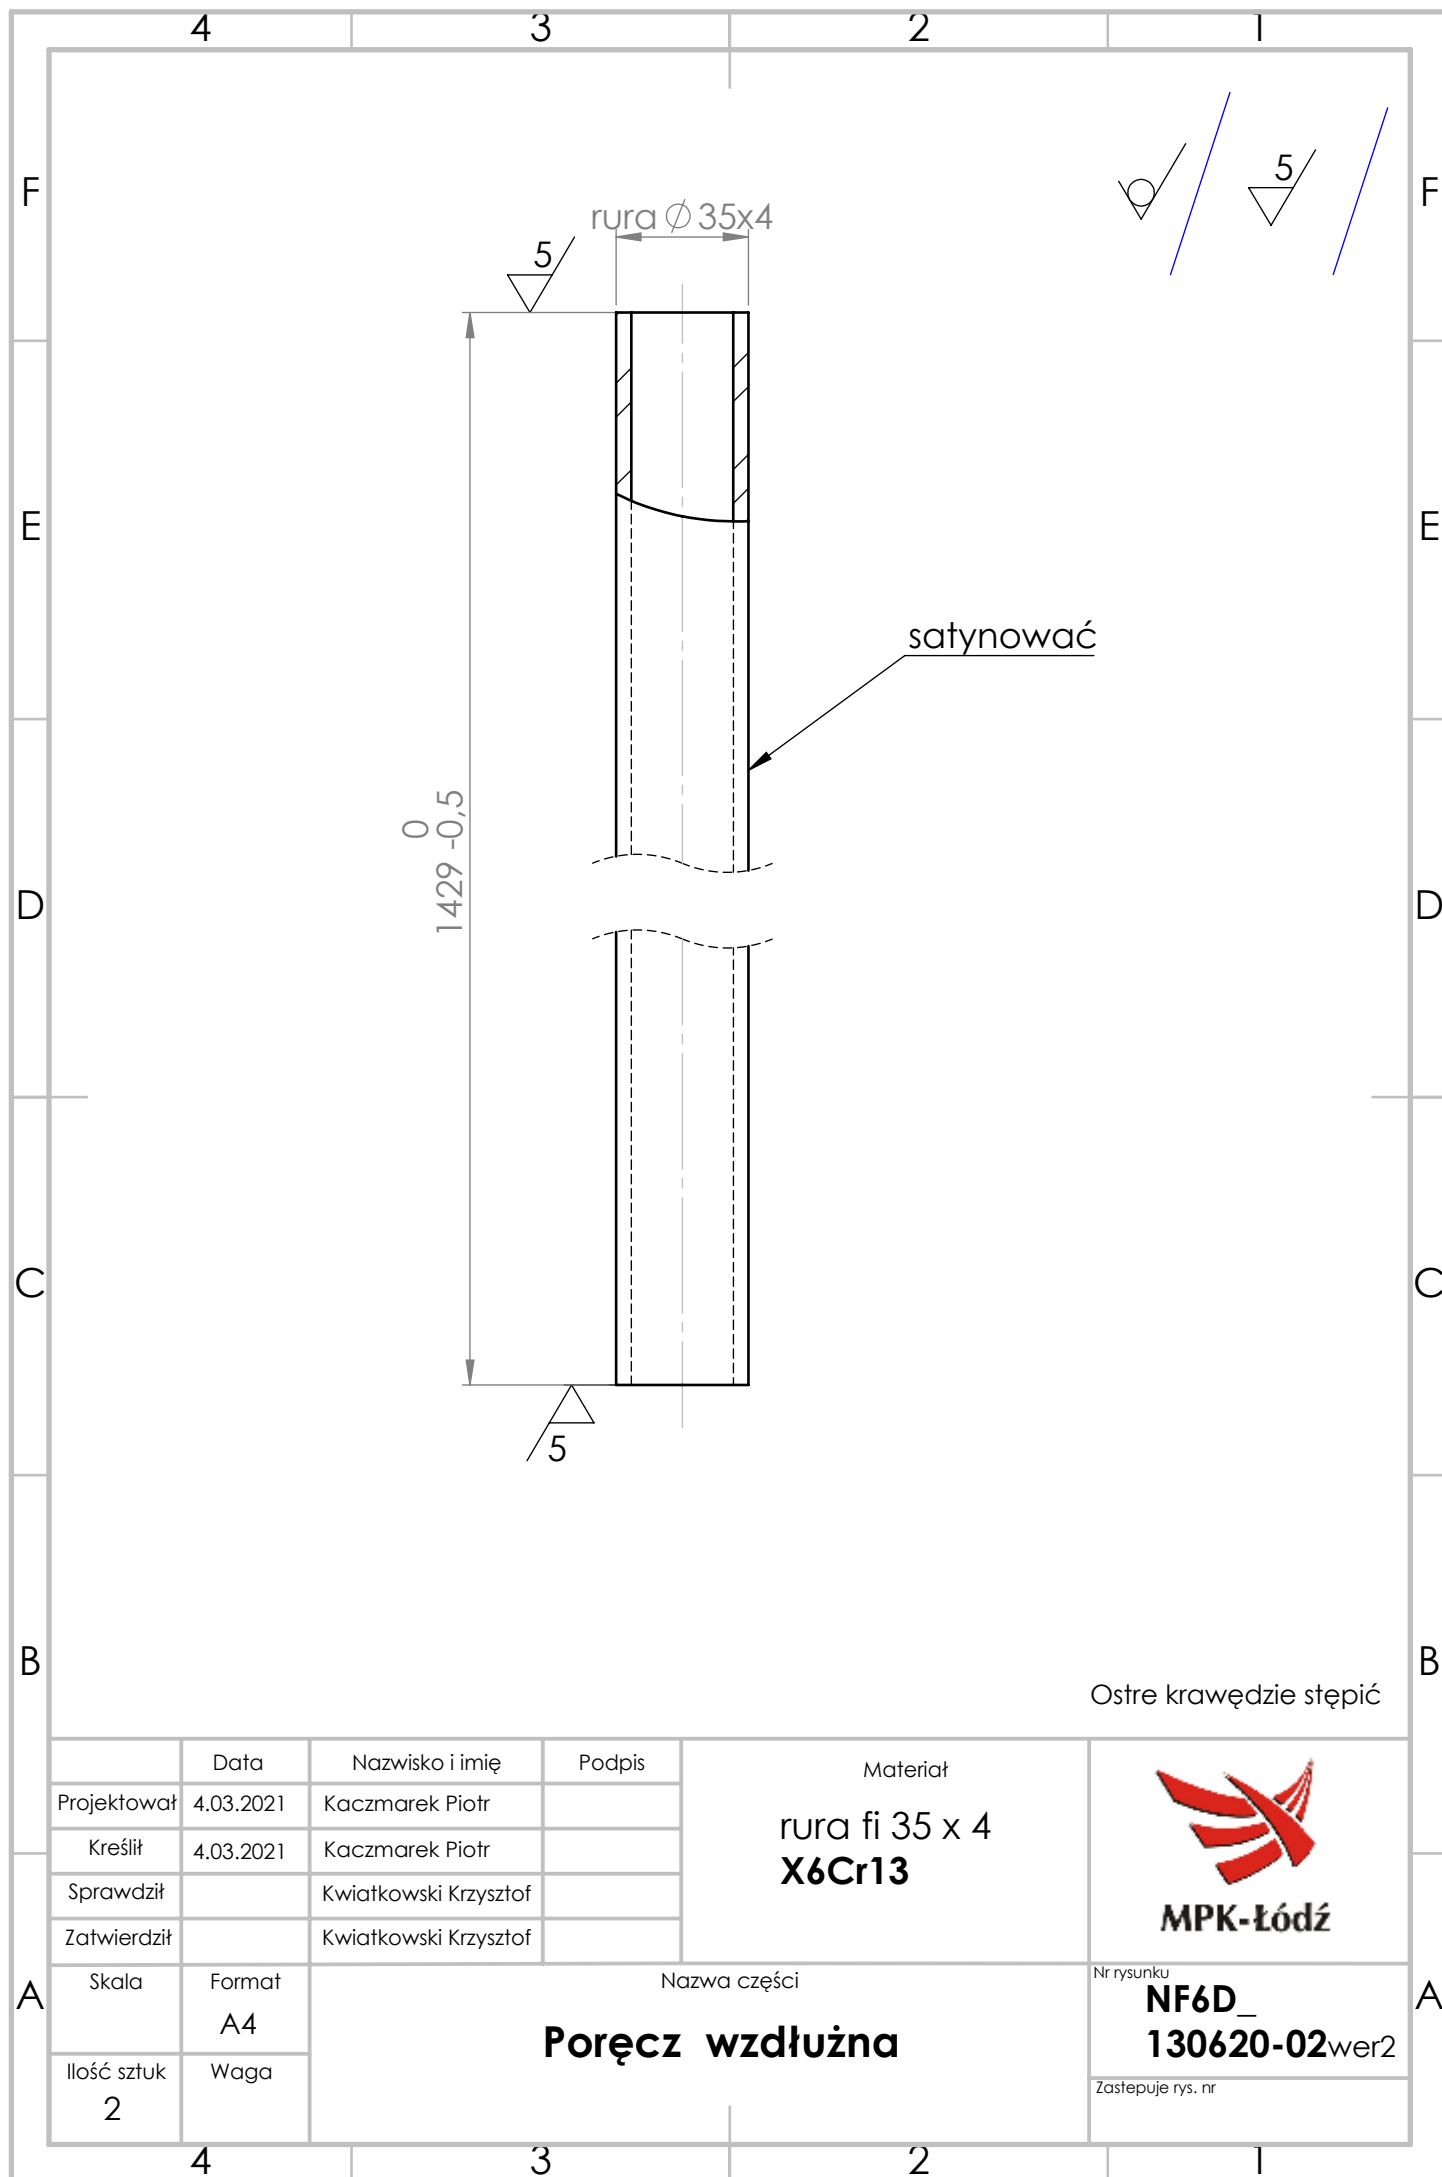 4 3 2 1
F F
5
rura ∅ 35x4
5
E E
satynować
0
1429 -0,5
D D
C C
5
B B
Ostre krawędzie stępić
Data Nazwisko i imię Podpis Materiał
Projektował 4.03.2021 Kaczmarek Piotr
rura fi 35 x 4
Kreślił 4.03.2021 Kaczmarek Piotr
X6Cr13
Sprawdził Kwiatkowski Krzysztof
MPK-Łódź
Zatwierdził Kwiatkowski Krzysztof
Skala Format Nazwa części Nr rysunku
A A
NF6D_
A4
Poręcz wzdłużna
130620-02wer2
Ilość sztuk Waga
Zastepuje rys. nr
2
4 3 2 1